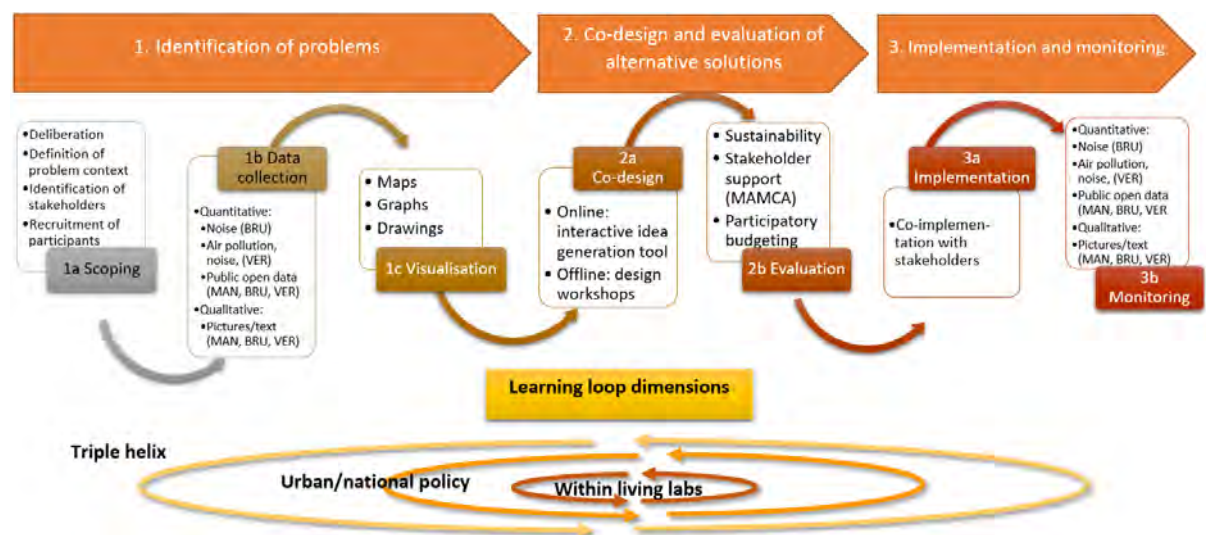 1. Identification of problems
2. Co-design and evaluation of
alternative solutions
3. Implementation and monitoring
•Deliberation
•Definition of
problem context
•Identification of
stakeholders
•Recruitment of
participants
1a Scoping
1b Data
collection
•Quantitative:
•Noise (BRU)
•Air pollution,
noise, (VER)
•Public open data
(MAN, BRU, VER)
•Qualitative:
•Pictures/text
(MAN, BRU, VER)
• Maps
• Graphs
• Drawings
1c Visualisation
2a
Co-design
• Online:
interactive idea
generation tool
• Offline: design
workshops
• Sustainability
• Stakeholder
support
(MAMCA)
• Participatory
budgeting
2b Evaluation
3a
Implementation
•Co-implemen-
tation with
stakeholders
•Quantitative:
•Noise (BRU)
•Air pollution,
noise, (VER)
•Public open data
(MAN, BRU, VER
•Qualitative:
•Pictures/text
(MAN, BRU, VER)
3b
Monitoring
Learning loop dimensions
Triple helix
Urban/national policy
Within living labs